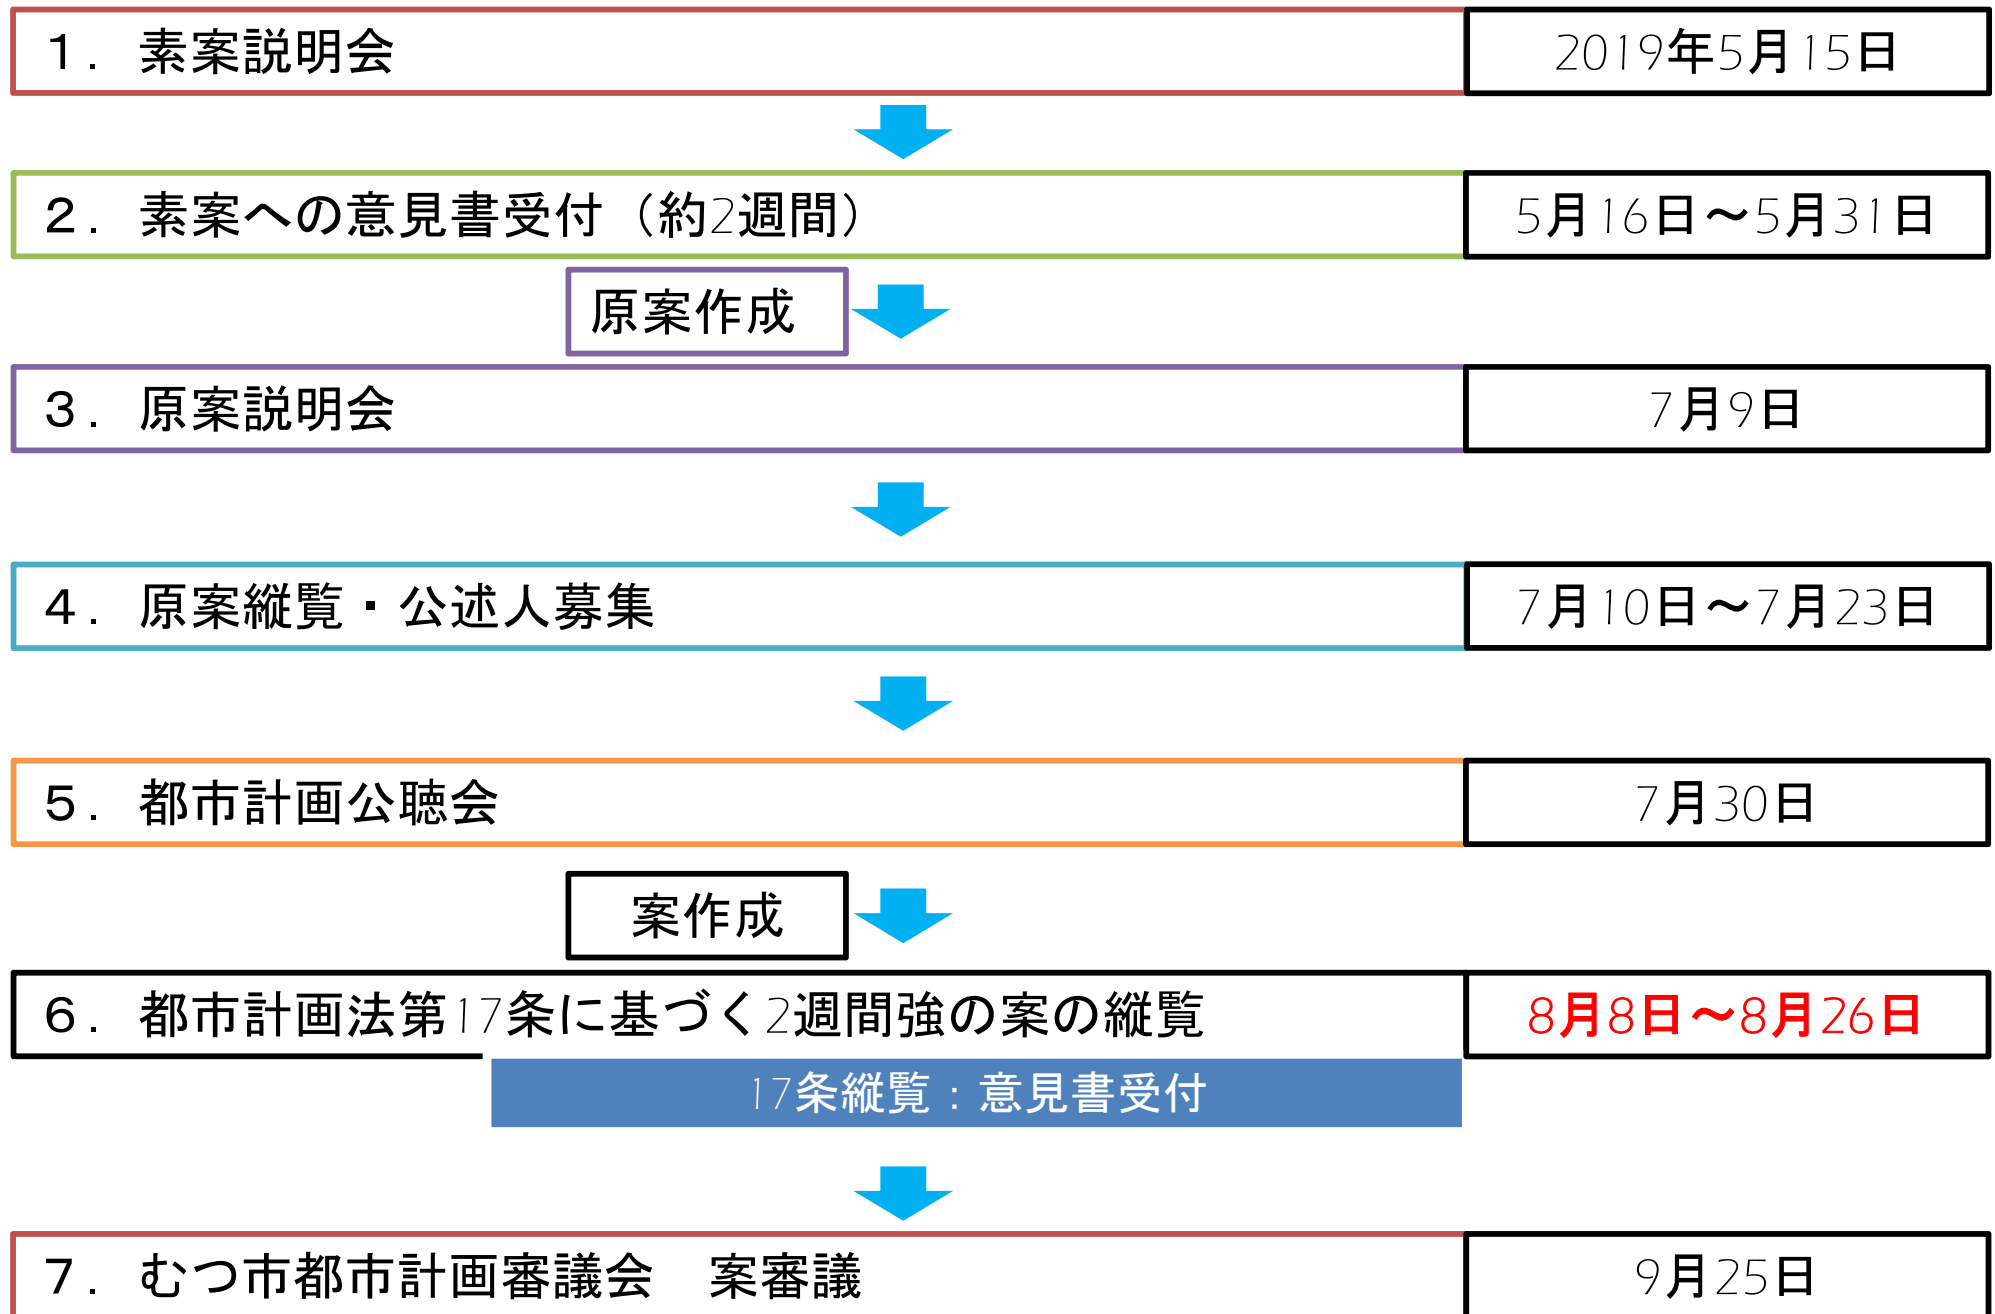 １．素案説明会 2019年5月15日
２．素案への意見書受付（約2週間） 5月16日～5月31日
原案作成
３．原案説明会 7月9日
４．原案縦覧・公述人募集 7月10日～7月23日
５．都市計画公聴会 7月30日
案作成
６．都市計画法第17条に基づく2週間強の案の縦覧 8月8日～8月26日
17条縦覧：意見書受付
７．むつ市都市計画審議会　案審議 9月25日